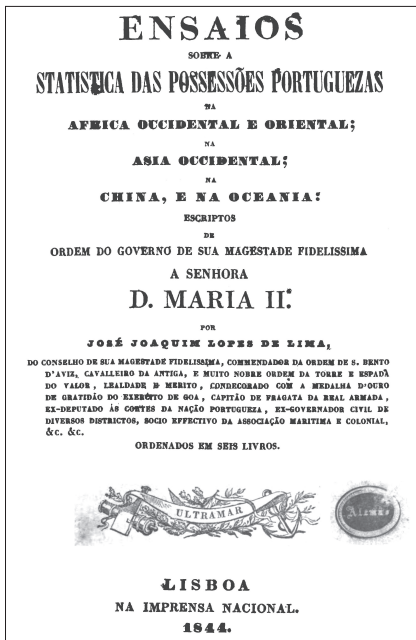 ENSAIOS
SOBRE A
STATISTICA DAS POSSESSÕES PORTUGUEZAS
NA
AFRICA OCCIDENTAL E ORIENTAL;
NA
ASIA OCCIDENTAL;
NA
CHINA, E NA OCEANIA:
ESCRIPTOS
DE
ORDEM DO GOVERNO DE SUA MAGESTADE FIDELISSIMA
A SENHORA
D. MARIA II.
POR
JOSÉ JOAQUIM LOPES DE LIMA,
DO CONSELHO DE SUA MAGESTADE FIDELISSIMA, COMMENDADOR DA ORDEM DE S. BENTO
D'AVIZ, CAVALLEIRO DA ANTIGA, E MUITO NOBRE ORDEM DA TORRE E ESPADA
DO VALOR, LEALDADE E MERITO, CONDECORADO COM A MEDALHA D'OURO
DE GRATIDÃO DO EXERCITO DE GOA, CAPITÃO DE FRAGATA DA REAL ARMADA,
EX-DEPUTADO ÀS CORTES DA NAÇÃO PORTUGUEZA, EX-GOVERNADOR CIVIL DE
DIVERSOS DISTRICTOS, SOCIO EFFECTIVO DA ASSOCIAÇÃO MARITIMA E COLONIAL,
&C. &C.
ORDENADOS EM SEIS LIVROS.
ULTRAMAR
LISBOA
NA IMPRENSA NACIONAL.
1844.